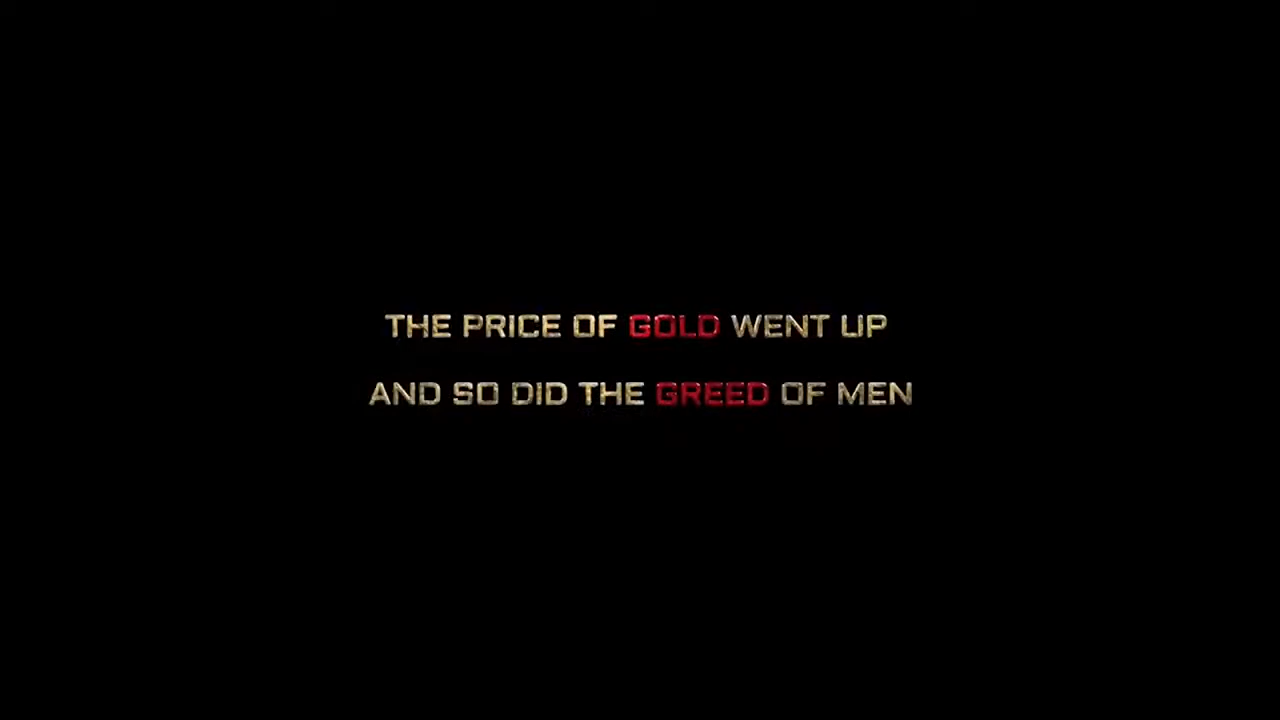 THE PRICE OF GOLD WENT UP
AND SO DID THE GREED OF MEN